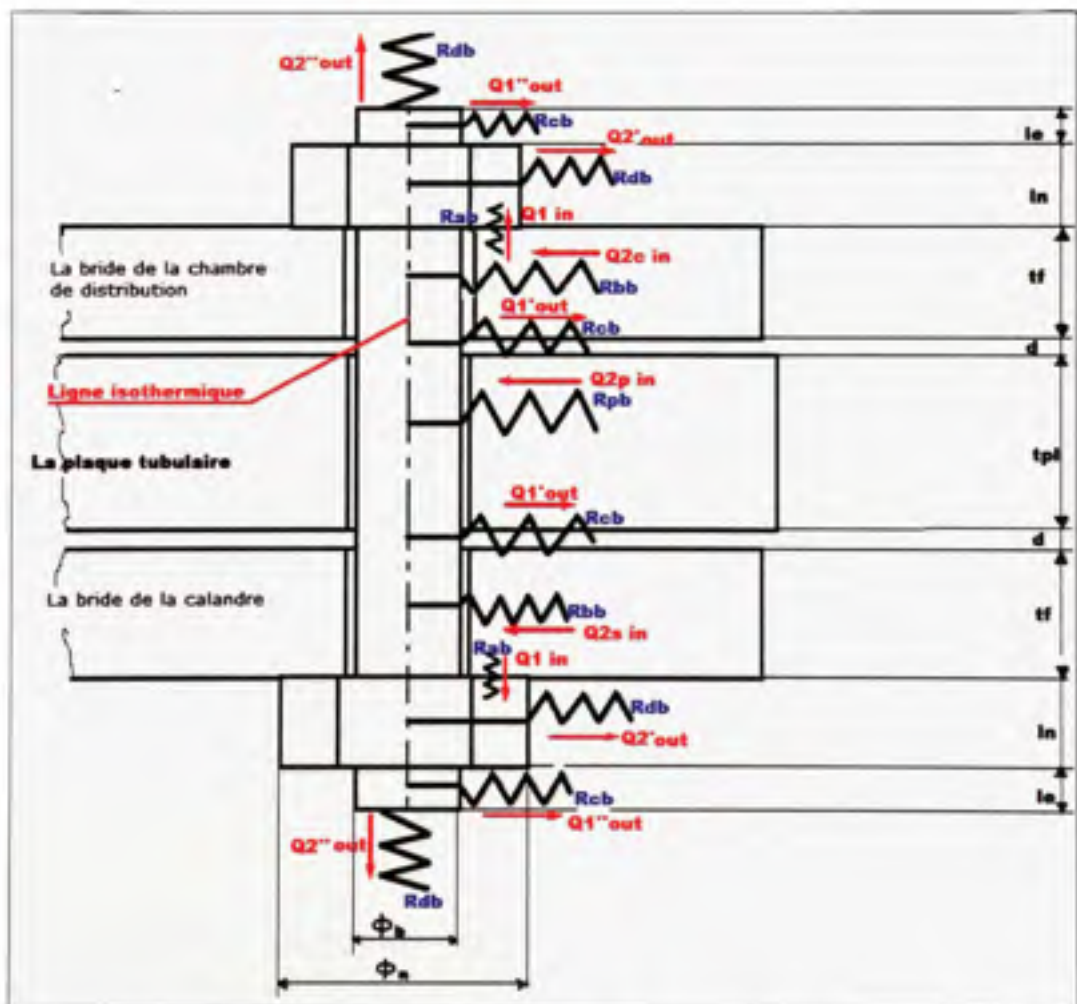 Q2"out
Rdb
Q1"out
Rcb
le
Q2'out
Rdb
ln
Rab
Q1 in
La bride de la chambre
de distribution
Q2c in
Rbb
tf
Q1'out
Rcb
d
Ligne isothermique
Q2p in
Rpb
La plaque tubulaire
tpl
Q1'out
Rcb
d
La bride de la calandre
Rbb
Q2s in
tf
Rab
Q1 in
Rdb
Q2'out
ln
Rcb
le
Q1"out
Q2"out
Rdb
Φb
Φn